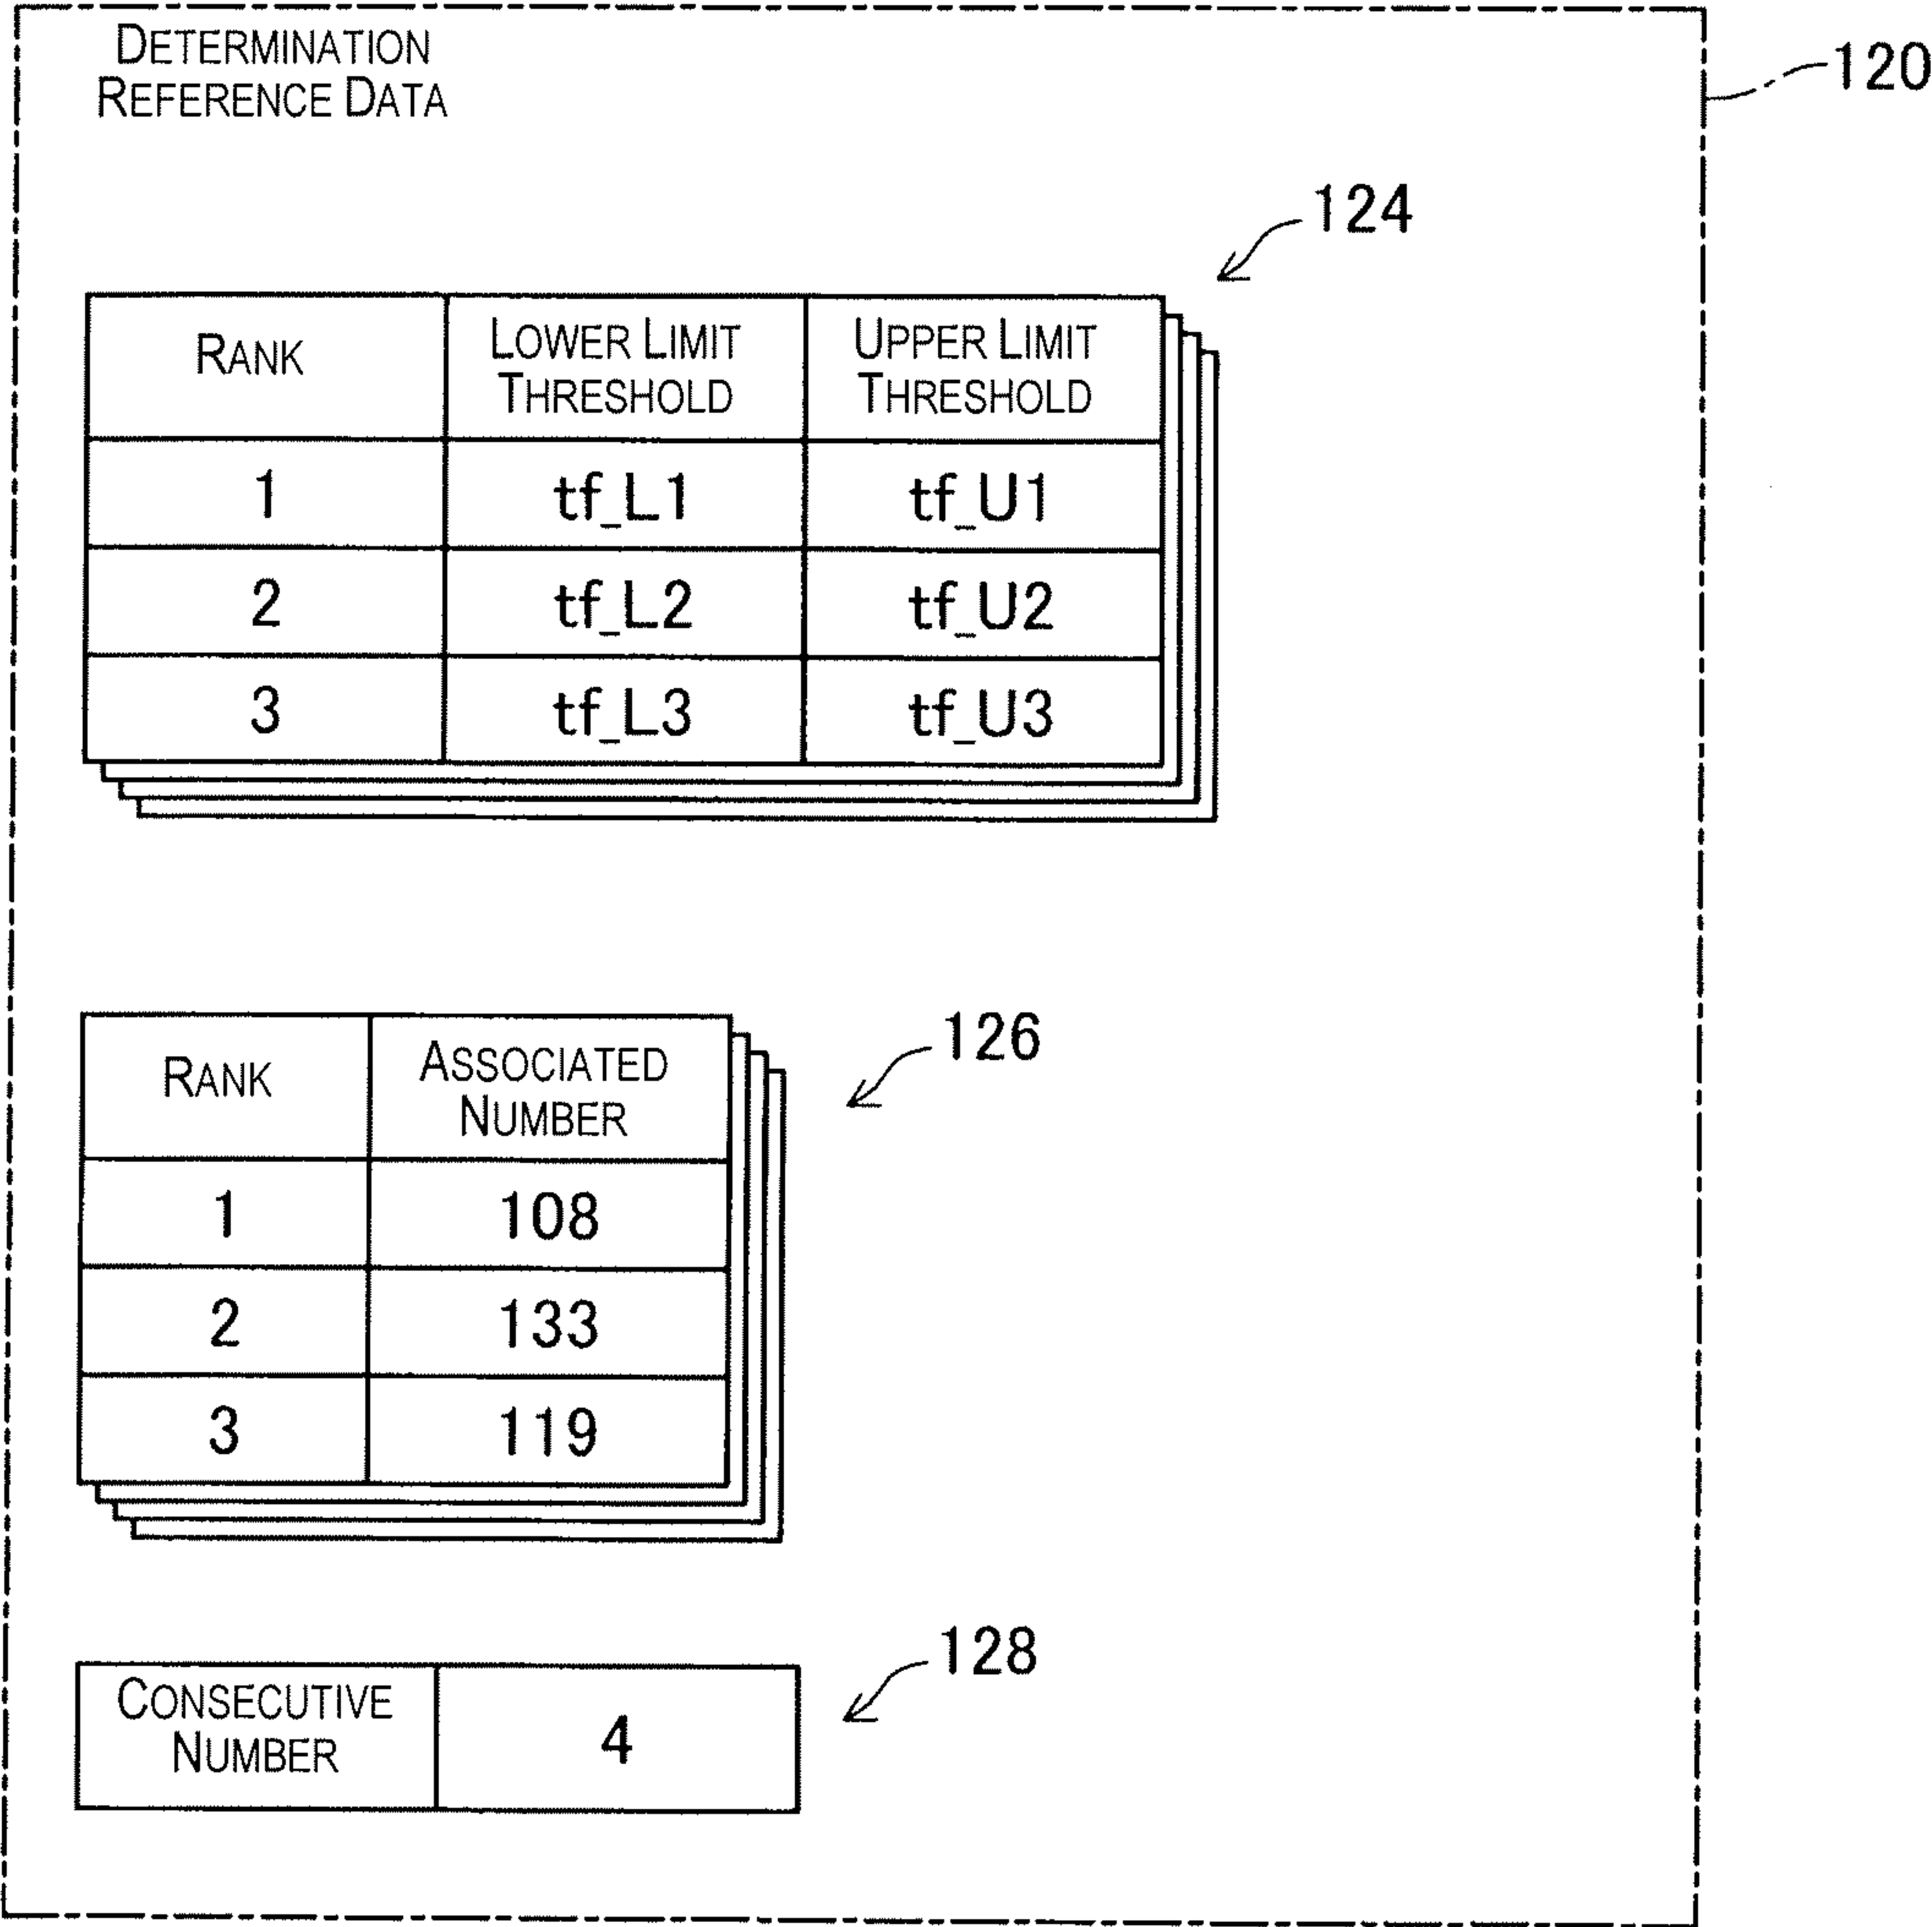 DETERMINATION
REFERENCE DATA
120
124
RANK
LOWER LIMIT
THRESHOLD
UPPER LIMIT
THRESHOLD
1
tf_L1
tf_U1
2
tf_L2
tf_U2
3
tf_L3
tf_U3
126
RANK
ASSOCIATED
NUMBER
1
108
2
133
3
119
128
CONSECUTIVE
NUMBER
4